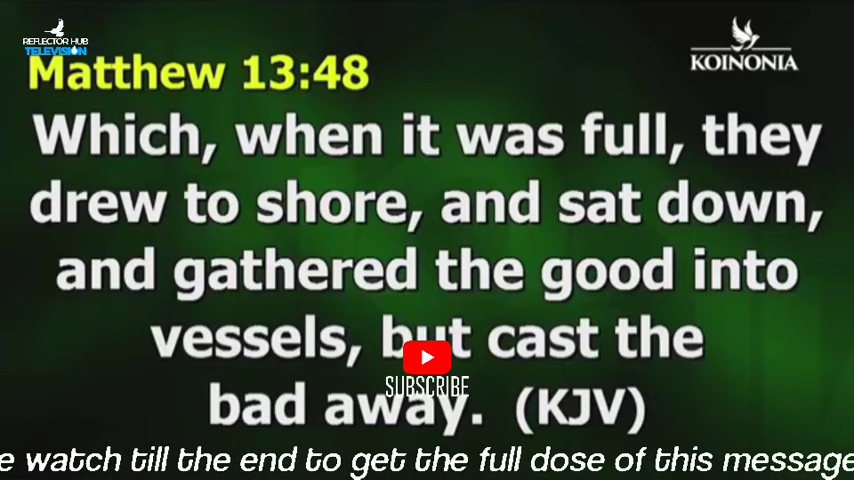 REFLECTOR HUB
TELEVISION
KOINONIA
Matthew 13:48
Which, when it was full, they
drew to shore, and sat down,
and gathered the good into
vessels, but cast the
SUBSCRIBE
bad away. (KJV)
e watch till the end to get the full dose of this message